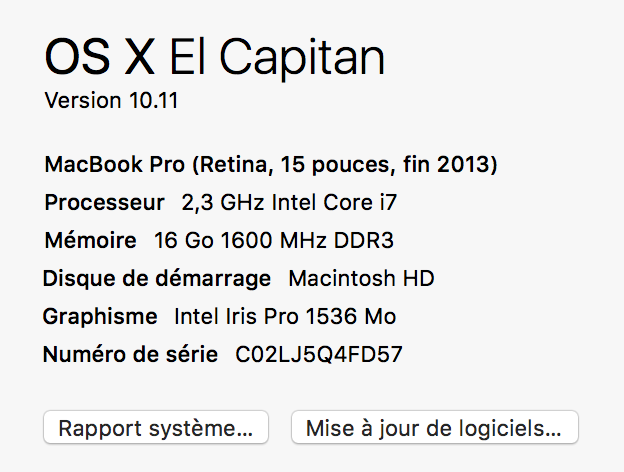 OS X El Capitan
Version 10.11
MacBook Pro (Retina, 15 pouces, fin 2013)
Processeur 2,3 GHz Intel Core i7
Mémoire 16 Go 1600 MHz DDR3
Disque de démarrage Macintosh HD
Graphisme Intel Iris Pro 1536 Mo
Numéro de série C02LJ5Q4FD57
Rapport système... Mise à jour de logiciels...